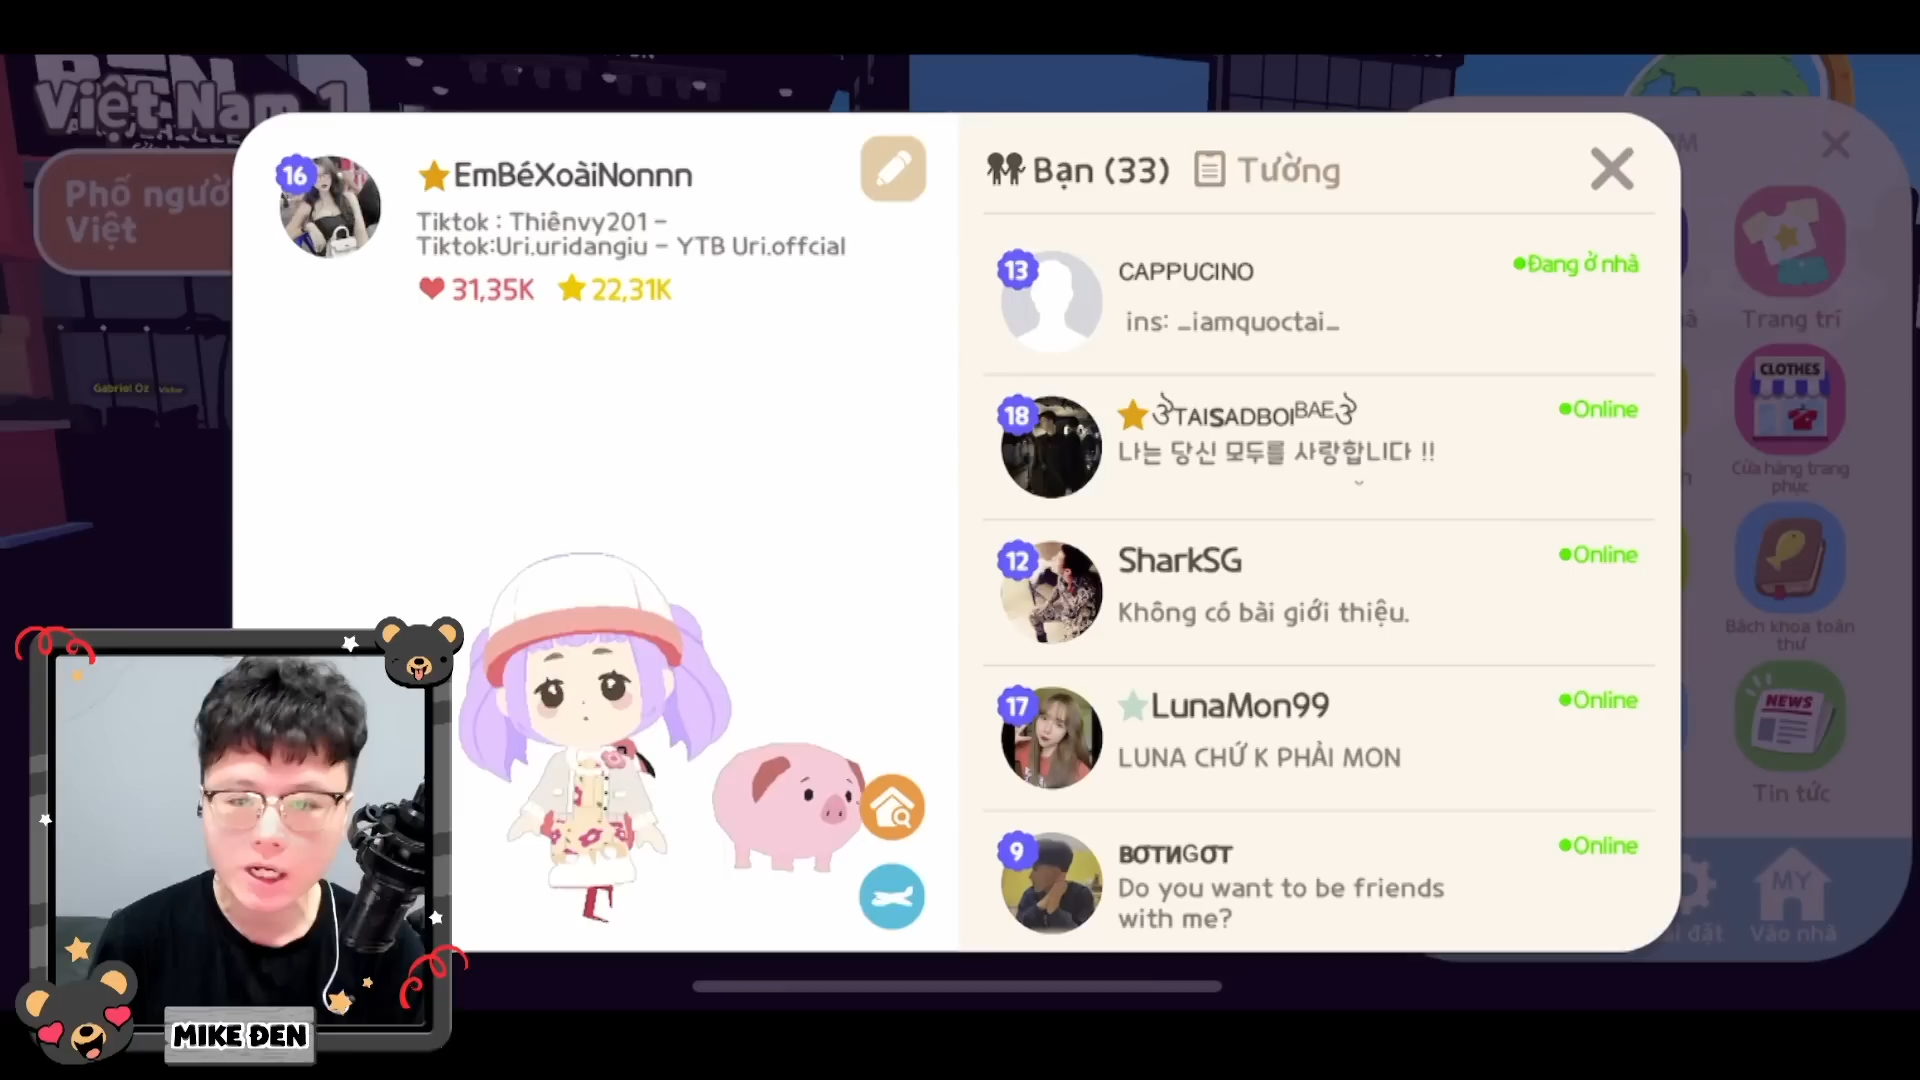 Việt Nam 1
Phố người
Việt
Gabriel Oz
16
EmBéXoàiNonnn
Tiktok : Thiênvy201 -
Tiktok:Uri.uridangiu - YTB Uri.offcial
31,35K 22,31K
Bạn (33) Tường
13
CAPPUCINO
Đang ở nhà
ins: _iamquoctai_
18
TAISADBOIBAE
Online
나는 당신 모두를 사랑합니다 !!
12
SharkSG
Online
Không có bài giới thiệu.
17
LunaMon99
Online
LUNA CHỨ K PHẢI MON
9
Online
Do you want to be friends
with me?
Trang trí
CLOTHES
Cửa hàng trang
phục
Bách khoa toàn
thư
NEWS
Tin tức
MY
Vào nhà
MIKE ĐEN